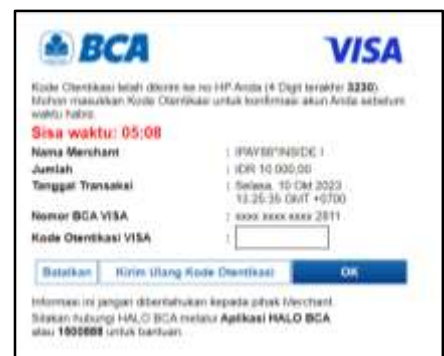 BCA VISA
Kode Otentikasi telah dikirim ke no HP Anda (4 Digit terakhir 3230).
Mohon masukkan Kode Otentikasi untuk konfirmasi akun Anda sebelum
waktu habis.
Sisa waktu: 05:08
Nama Merchant : IPAY88*INSIDE I
Jumlah : IDR 10.000,00
Tanggal Transaksi : Selasa, 10 Okt 2023
13.25.35 GMT +0700
Nomor BCA VISA : xxxx xxxx xxxx 2811
Kode Otentikasi VISA :
Batalkan Kirim Ulang Kode Otentikasi OK
Informasi ini jangan diberitahukan kepada pihak Merchant.
Silakan hubungi HALO BCA melalui Aplikasi HALO BCA
atau 1500888 untuk bantuan.